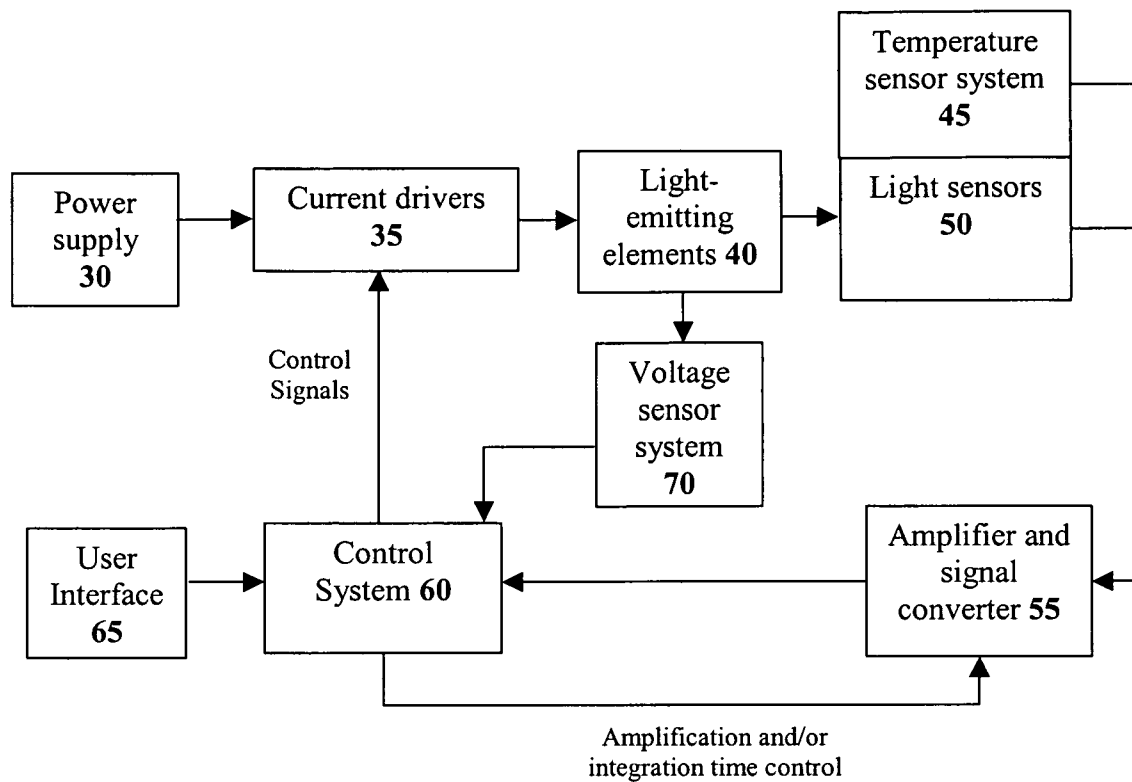 Temperature
sensor system
45
Light sensors
50
Power
supply
30
Current drivers
35
Light-
emitting
elements 40
Control
Signals
Voltage
sensor
system
70
User
Interface
65
Control
System 60
Amplifier and
signal
converter 55
Amplification and/or
integration time control